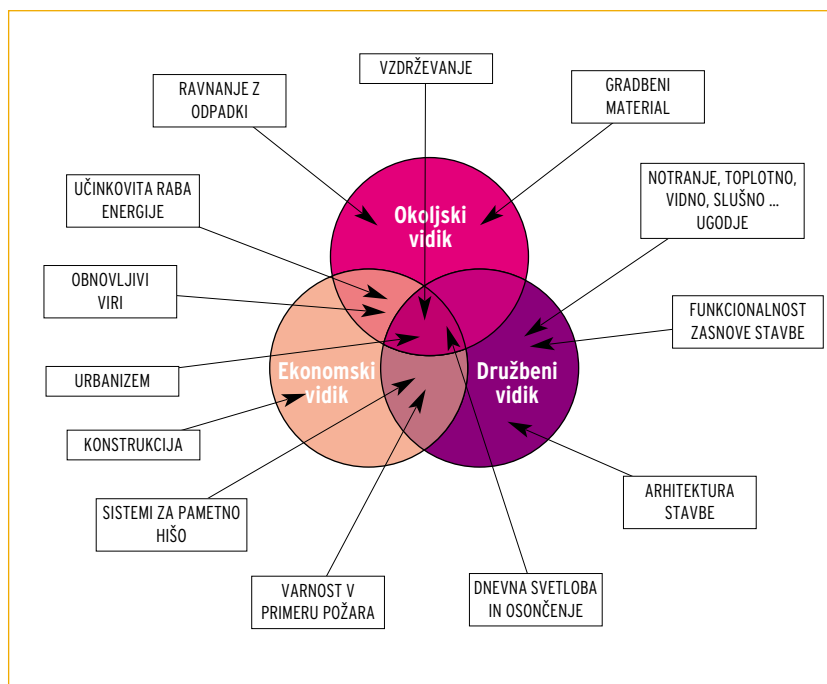 VZDRŽEVANJE
RAVNANJE Z
ODPADKI
GRADBENI
MATERIAL
UČINKOVITA RABA
ENERGIJE
NOTRANJE, TOPLOTNO,
VIDNO, SLUŠNO ...
UGODJE
Okoljski
vidik
OBNOVLJIVI
VIRI
FUNKCIONALNOST
ZASNOVE STAVBE
URBANIZEM
Ekonomski
vidik
Družbeni
vidik
KONSTRUKCIJA
ARHITEKTURA
STAVBE
SISTEMI ZA PAMETNO
HIŠO
VARNOST V
PRIMERU POŽARA
DNEVNA SVETLOBA
IN OSONČENJE